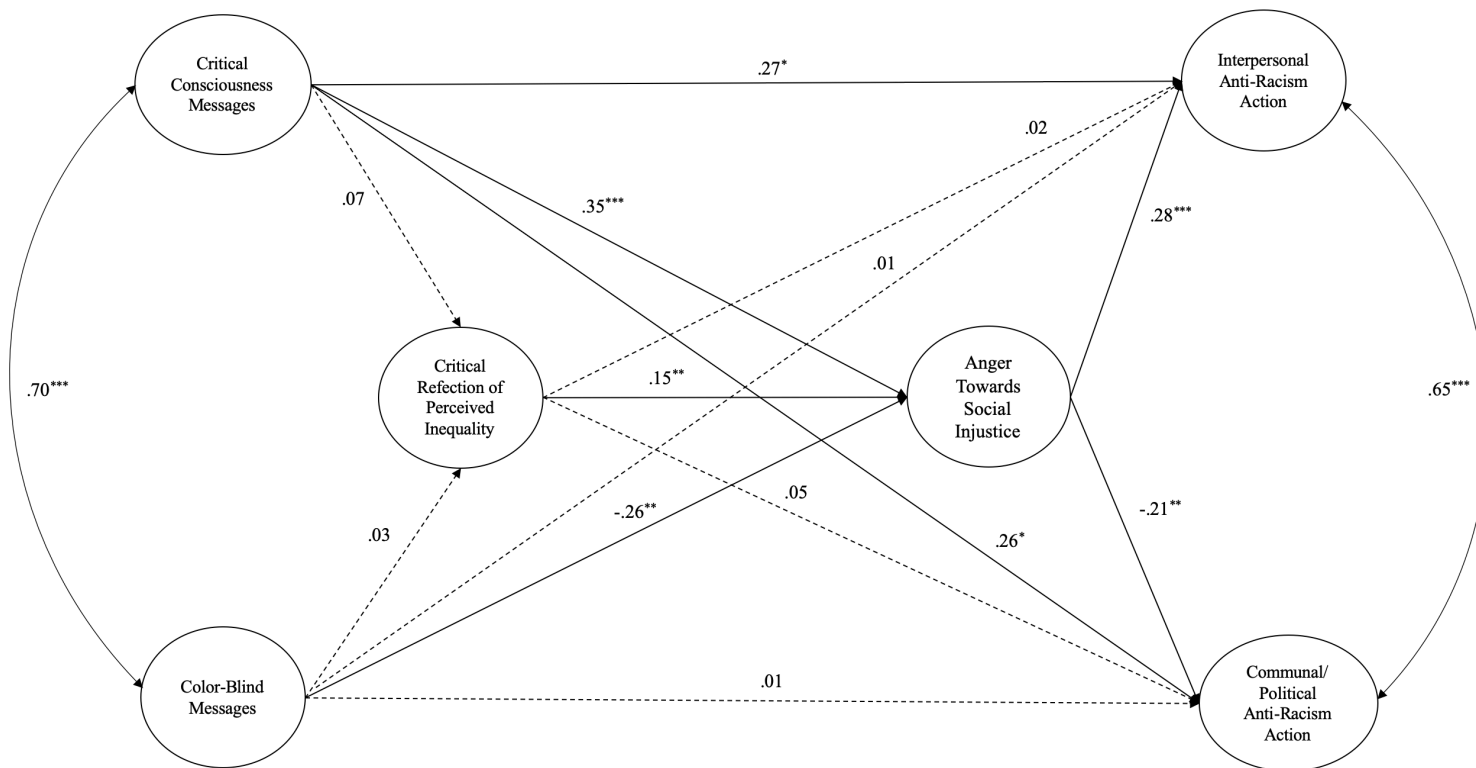 Critical
Consciousness
Messages
Interpersonal
Anti-Racism
Action
.27*
.02
.07
.35***
.28***
.01
Critical
Refection of
Perceived
Inequality
Anger
Towards
Social
Injustice
.70***
.15**
.65***
.05
-.26**
-.21**
.03
.26*
Color-Blind
Messages
.01
Communal/
Political
Anti-Racism
Action